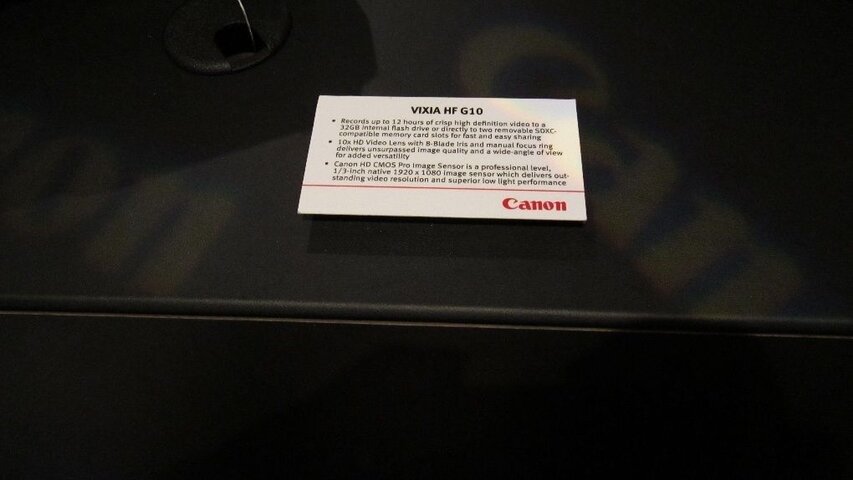 VIXIA HF G10
• Records up to 12 hours of crisp high definition video to a
32GB internal flash drive or directly to two removable SDXC-
compatible memory card slots for fast and easy sharing
• 10x HD Video Lens with 8-Blade Iris and manual focus ring
delivers unsurpassed image quality and a wide-angle of view
for added versatility
• Canon HD CMOS Pro Image Sensor is a professional level,
1/3-inch native 1920 x 1080 image sensor which delivers out-
standing video resolution and superior low light performance
Canon